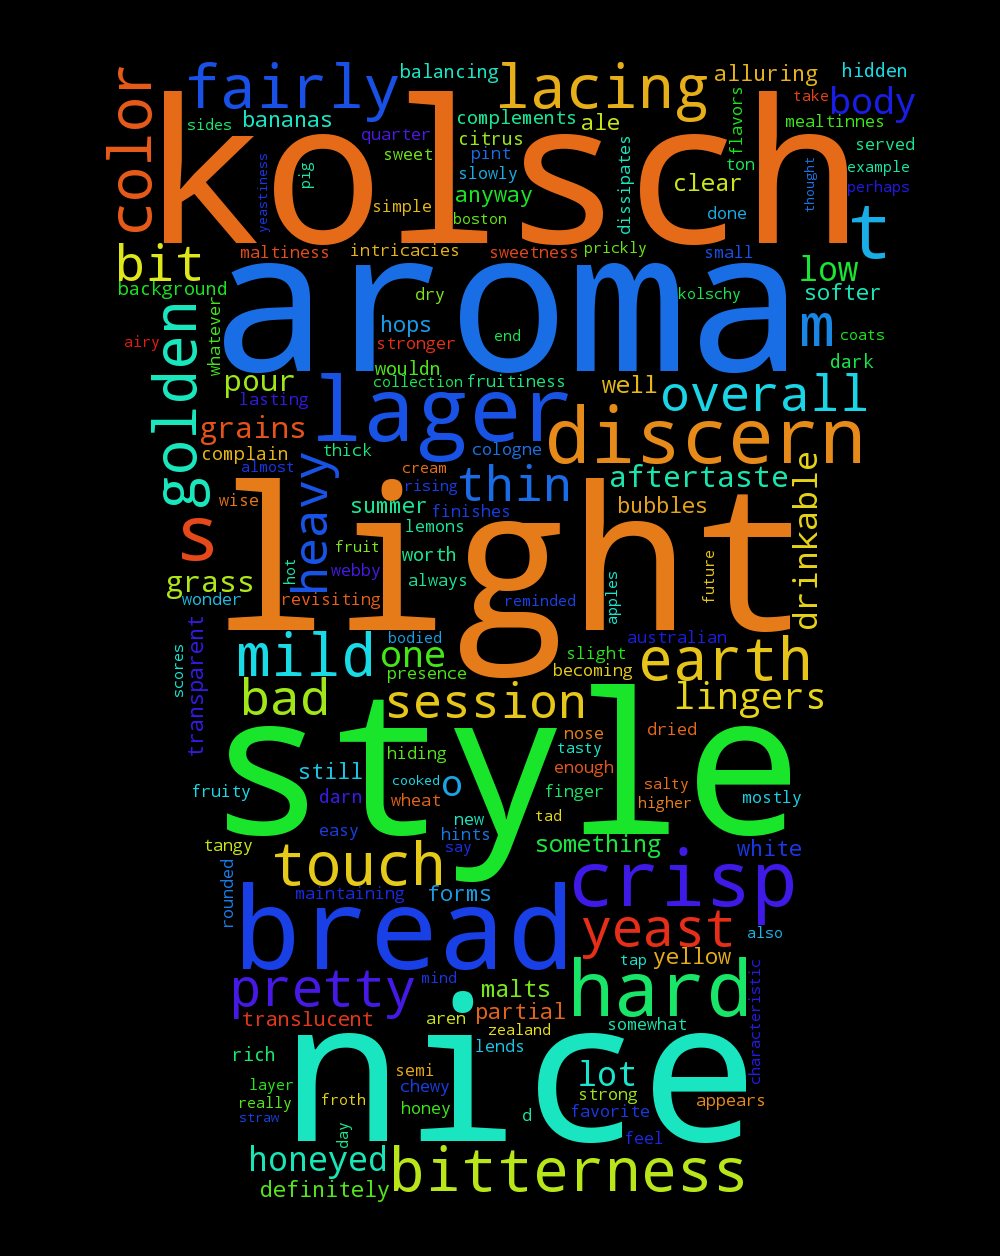 fairly
balancing
lacing
alluring
hidden
color
kolsch
take
body
sides
bananas
quarter
complements
citrus
ale
flavors
mealtinnes
served
sweet
pint
slowly
dissipates
ton
thought
example
perhaps
yeastiness
pig
simple
anyway
boston
clear
done
t
bit
maltiness
intricacies
sweetness
prickly
small
low
background
aroma
dry
kolschy
softer
golden
whatever
hops
end
m
coats
airy
stronger
dark
pour
wouldn
collection
fruitiness
well
overall
lasting
lager
discern
grains
complain
thick
cologne
almost
heavy
cream
thin
aftertaste
drinkable
wise
rising
summer
finishes
bubbles
s
light
lemons
fruit
worth
future
grass
hot
webby
always
apples
wonder
revisiting
reminded
transparent
scores
mild
bodied
one
presence
slight
becoming
australian
earth
bad
session
lingers
style
nose
dried
hiding
tasty
still
cooked
o
enough
salty
fruity
darn
wheat
finger
higher
mostly
new
tad
easy
hints
say
tangy
something
white
touch
crisp
rounded
maintaining
forms
bread
yeast
also
tap
yellow
pretty
mind
malts
hard
characteristic
translucent
aren
partial
zealand
somewhat
lends
rich
nice
layer
semi
chewy
lot
strong
really
froth
honey
d
favorite
appears
straw
day
feel
honeyed
bitterness
definitely